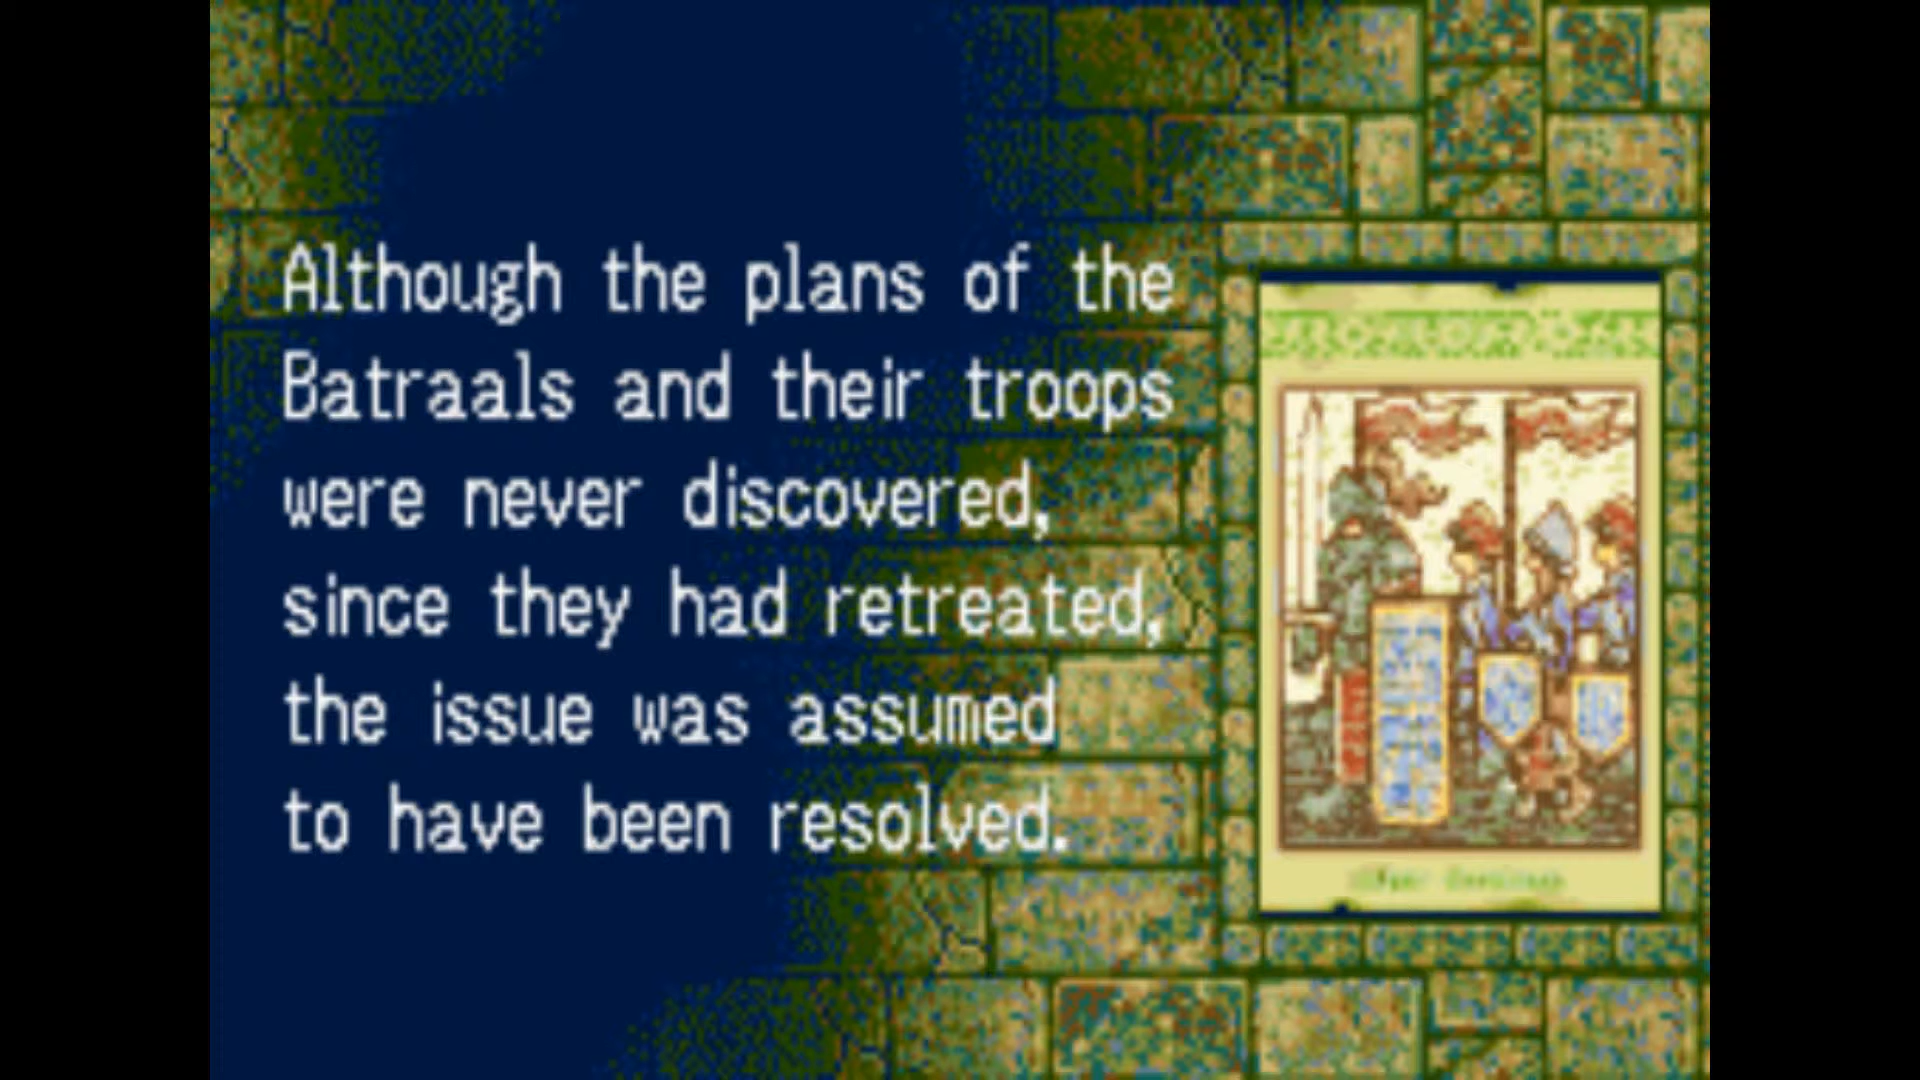 Although the plans of the
Batraals and their troops
were never discovered,
since they had retreated,
the issue was assumed
to have been resolved.